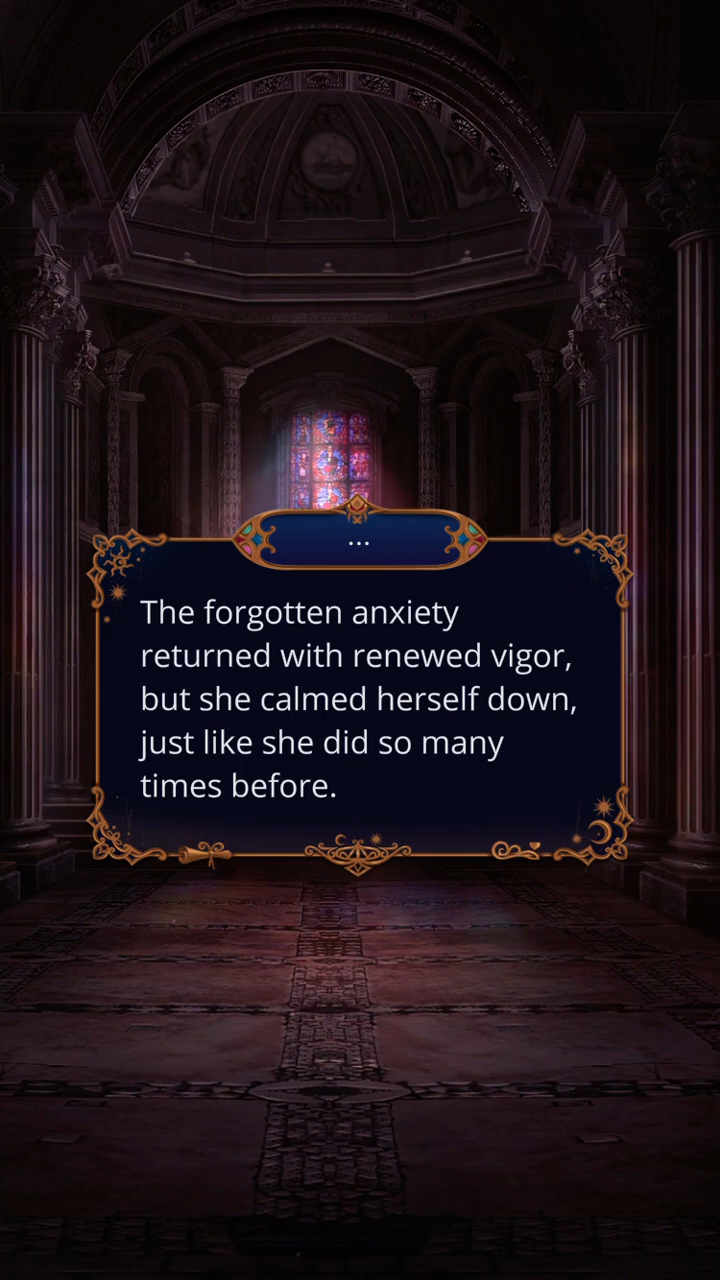 ...
The forgotten anxiety
returned with renewed vigor,
but she calmed herself down,
just like she did so many
times before.